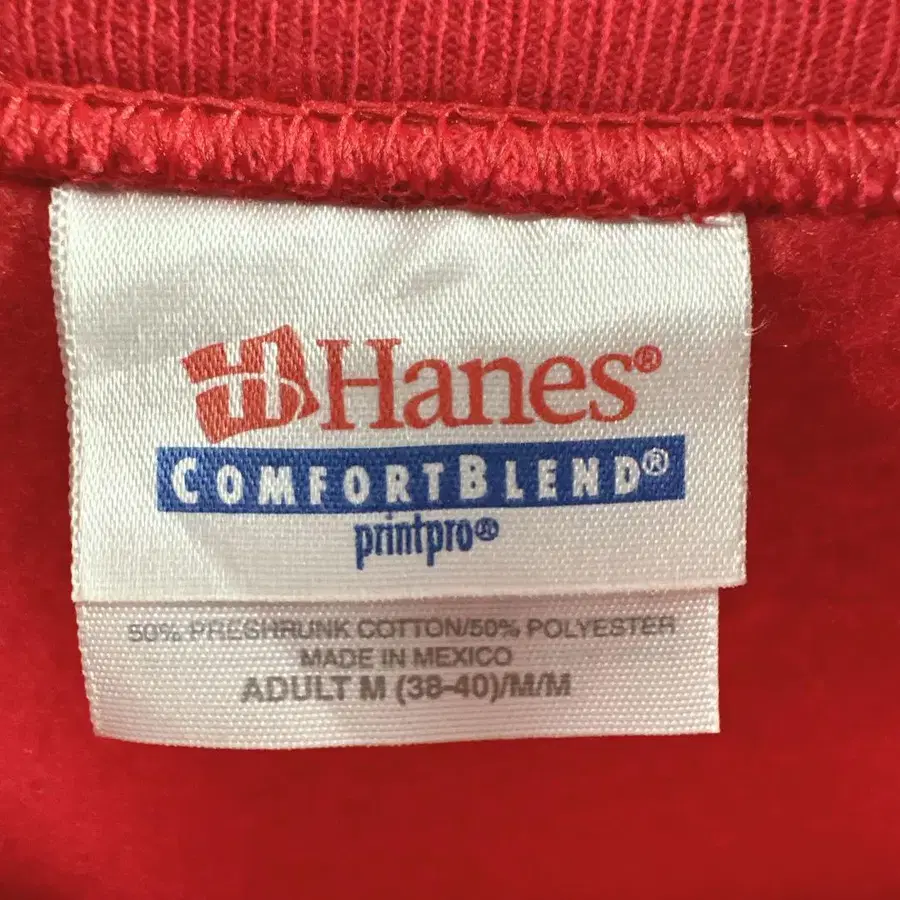 H Hanes®
COMFORTBLEND®
printpro®
50% PRESHRUNK COTTON/50% POLYESTER
MADE IN MEXICO
ADULT M (38-40)/M/M